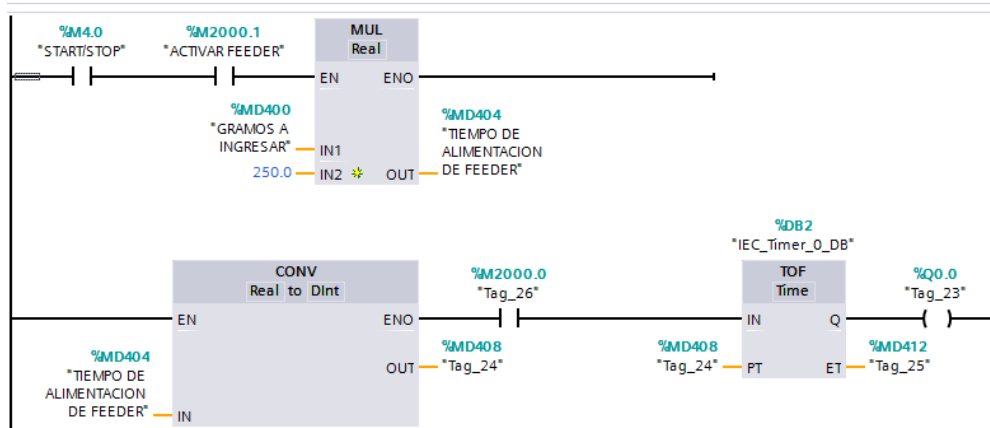 %M4.0
"START/STOP"
%M2000.1
"ACTIVAR FEEDER"
MUL
Real
EN
ENO
%MD400
"GRAMOS A
INGRESAR"
IN1
250.0
IN2
OUT
%MD404
"TIEMPO DE
ALIMENTACION
DE FEEDER"
CONV
Real to DInt
EN
ENO
%MD404
"TIEMPO DE
ALIMENTACION
DE FEEDER"
IN
OUT
%MD408
"Tag_24"
%M2000.0
"Tag_26"
%DB2
"IEC_Timer_0_DB"
TOF
Time
IN
Q
%MD408
"Tag_24"
PT
ET
%MD412
"Tag_25"
%Q0.0
"Tag_23"